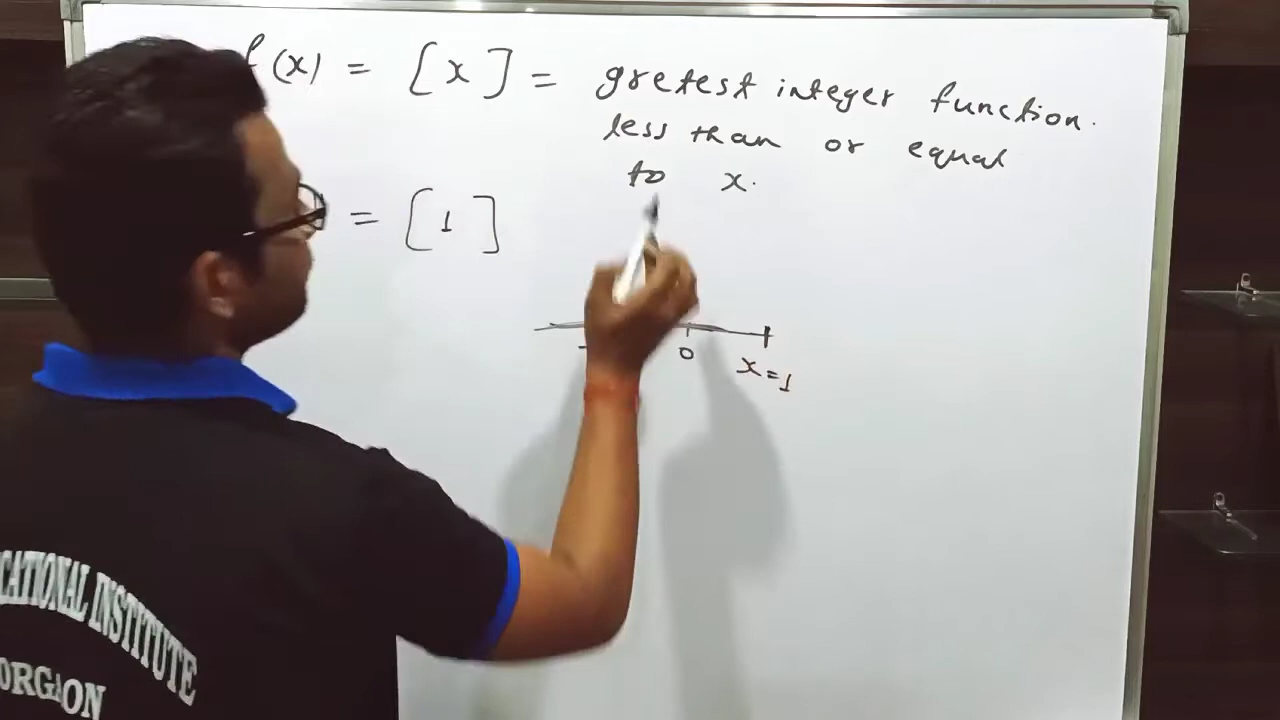 f(x) = [x] = gretest integer function.
less than or equal
to x.
= [1]
0
x=1
CATIONAL INSTITUTE
ORGAON